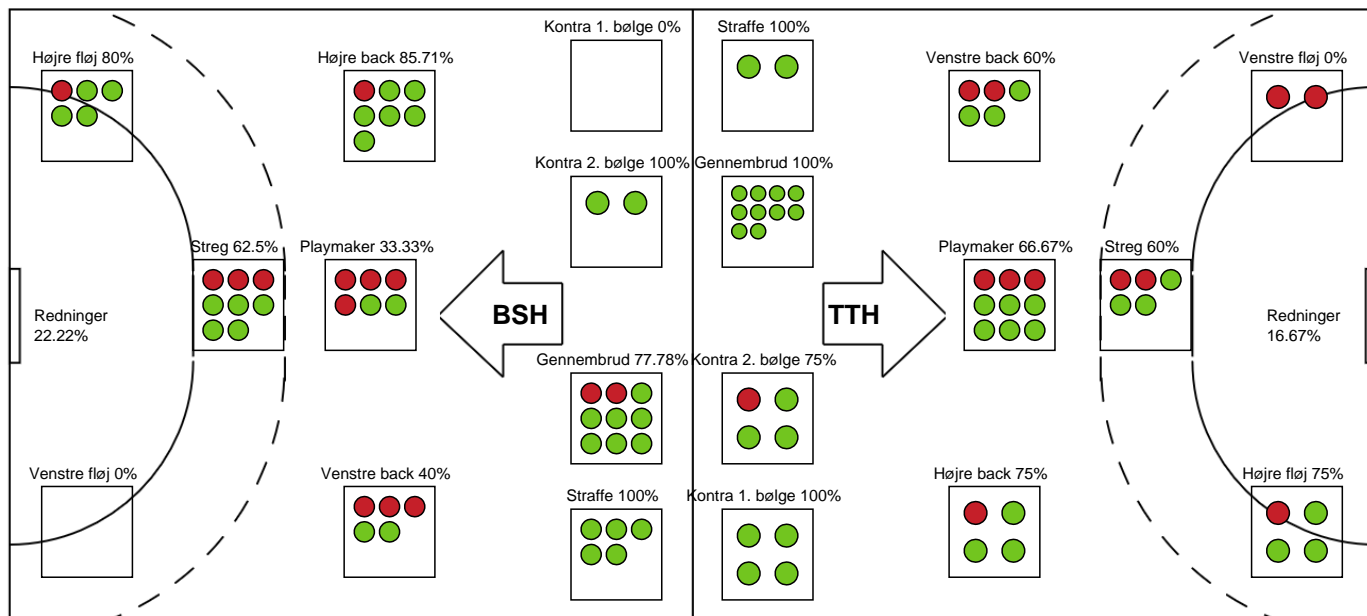 Kontra 1. bølge 0%
Straffe 100%
Højre fløj 80%
Højre back 85.71%
Venstre back 60%
Venstre fløj 0%
Kontra 2. bølge 100%
Gennembrud 100%
Streg 62.5%
Playmaker 33.33%
Playmaker 66.67%
Streg 60%
Redninger
22.22%
BSH
TTH
Redninger
16.67%
Gennembrud 77.78%
Kontra 2. bølge 75%
Venstre fløj 0%
Venstre back 40%
Højre back 75%
Højre fløj 75%
Straffe 100%
Kontra 1. bølge 100%